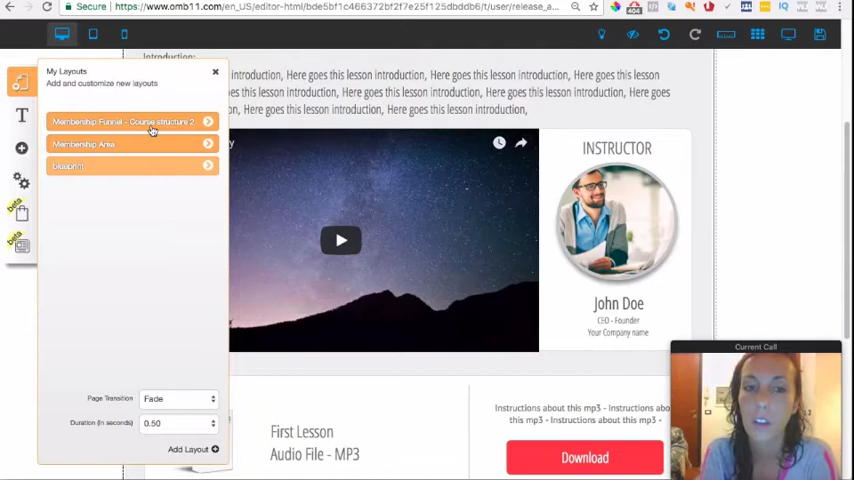 Secure https://www.omb11.com/en_US/editor-html/bde5bf1c466372bf2f7e25f125dbddb6/t/user/release_a...
404
Introduction:
My Layouts
Add and customize new layouts
introduction, Here goes this lesson introduction, Here goes this lesson
introduction, Here goes this lesson introduction, Here goes this lesson
introduction, Here goes this lesson introduction, Here goes this lesson
introduction, Here goes this lesson introduction,
Membership Funnel - Course structure 2
Membership Area
blueprint
T
beta
beta
INSTRUCTOR
John Doe
CEO - Founder
Your Company name
Page Transition Fade
Duration (in seconds) 0.50
Add Layout
First Lesson
Audio File - MP3
Instructions about this mp3 - Instructions about
this mp3 - Instructions about this mp3 -
Download
Current Call